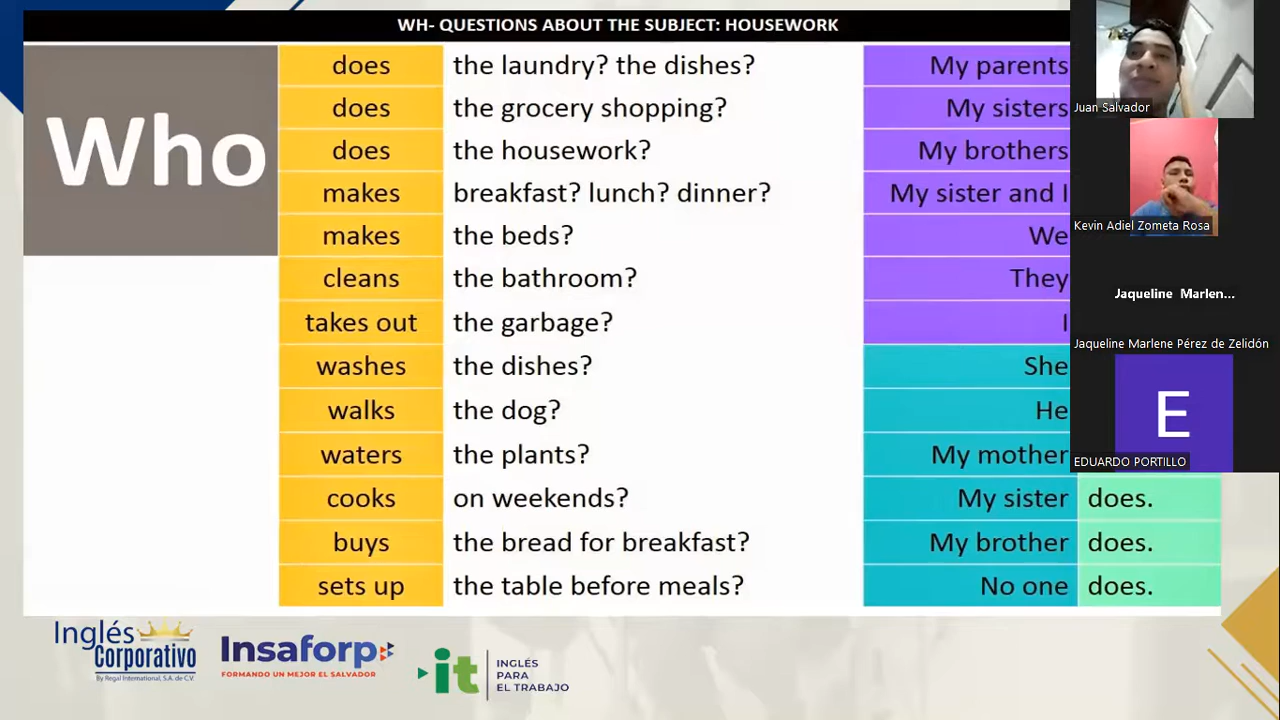 WH- QUESTIONS ABOUT THE SUBJECT: HOUSEWORK
Who
does the laundry? the dishes? My parents
does the grocery shopping? My sisters
does the housework? My brothers
makes breakfast? lunch? dinner? My sister and I
makes the beds? We
cleans the bathroom? They
takes out the garbage? I
washes the dishes? She
walks the dog? He
waters the plants? My mother
cooks on weekends? My sister does.
buys the bread for breakfast? My brother does.
sets up the table before meals? No one does.
Juan Salvador
Kevin Adiel Zometa Rosa
Jaqueline Marlen...
Jaqueline Marlene Pérez de Zelidón
E
EDUARDO PORTILLO
Inglés
Corporativo
By Regal International, S.A. de C.V.
Insaforp
FORMANDO UN MEJOR EL SALVADOR
it
INGLÉS
PARA
EL TRABAJO